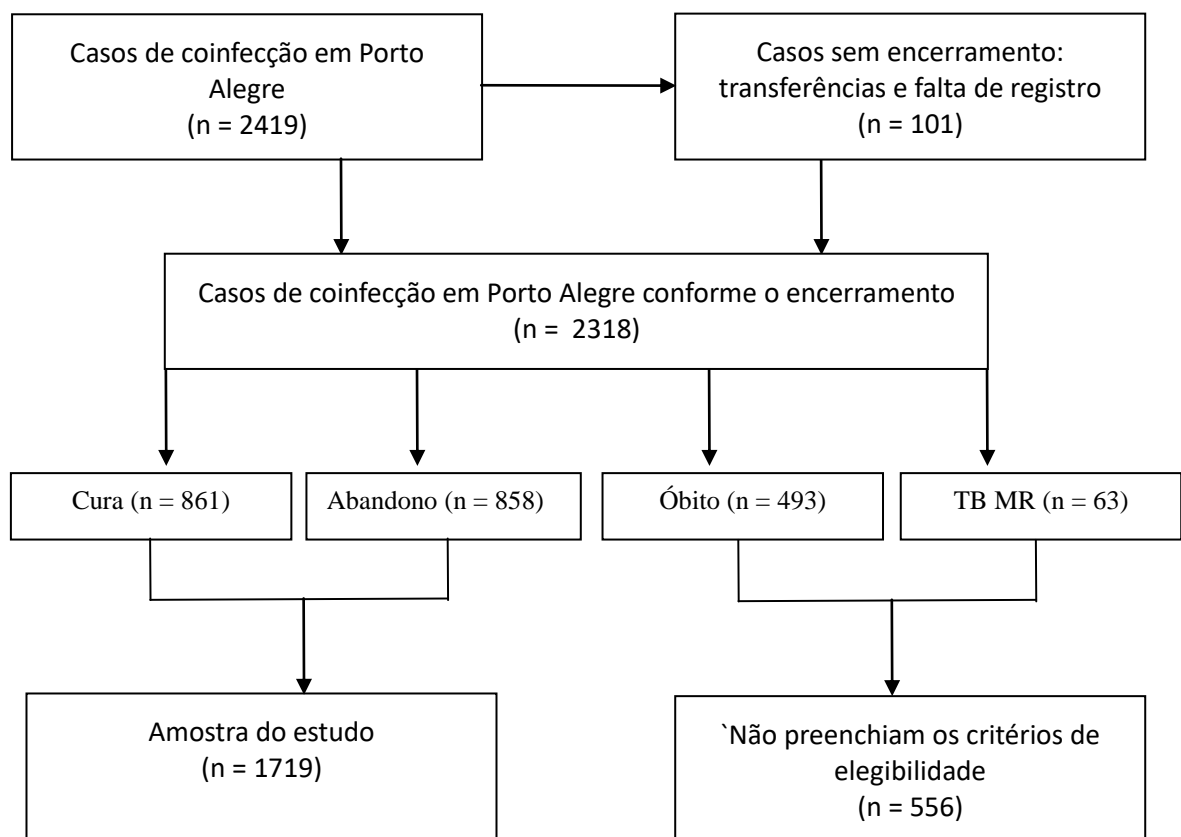 Casos de coinfecção em Porto
Alegre
(n = 2419)
Casos sem encerramento:
transferências e falta de registro
(n = 101)
Casos de coinfecção em Porto Alegre conforme o encerramento
(n =  2318)
Cura (n = 861)
Abandono (n = 858)
Óbito (n = 493)
TB MR (n = 63)
Amostra do estudo
(n = 1719)
`Não preenchiam os critérios de
elegibilidade
(n = 556)